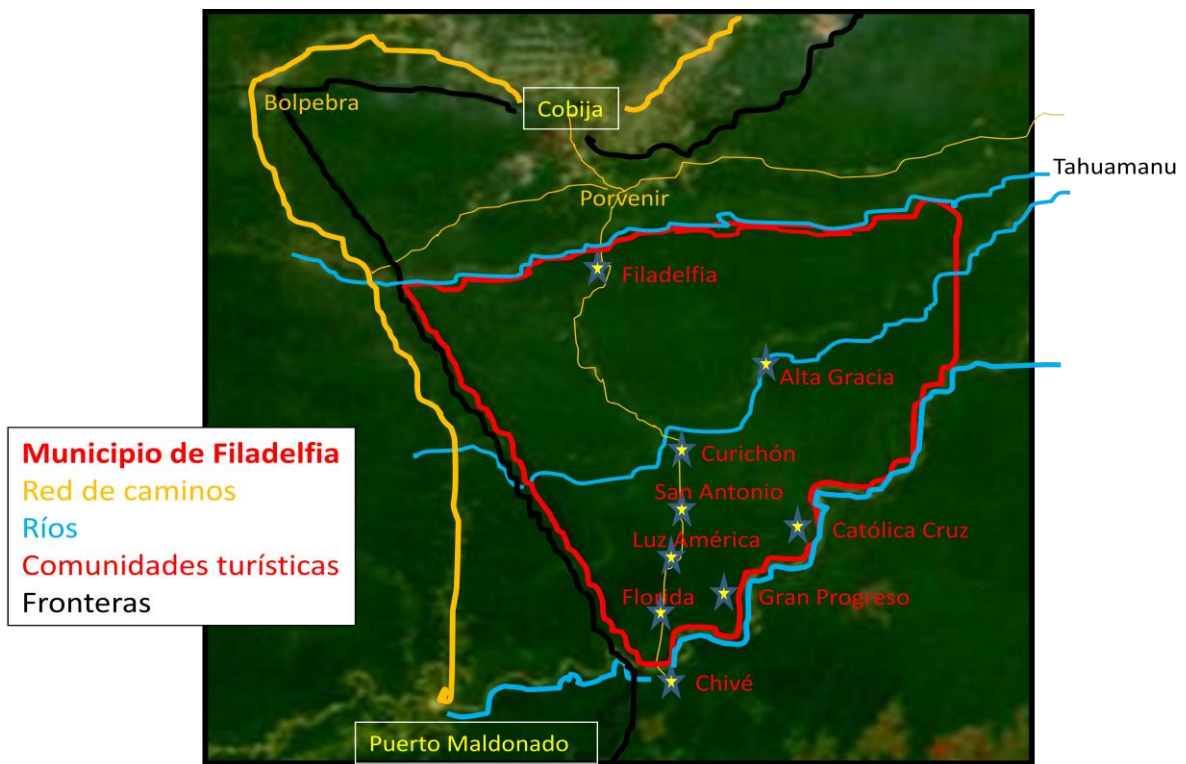 Bolpebra
Cobija
Tahuamanu
Porvenir
Filadelfia
Alta Gracia
Curichón
San Antonio
Luz América
Católica Cruz
Florida
Gran Progreso
Chivé
Puerto Maldonado
Municipio de Filadelfia
Red de caminos
Ríos
Comunidades turísticas
Fronteras